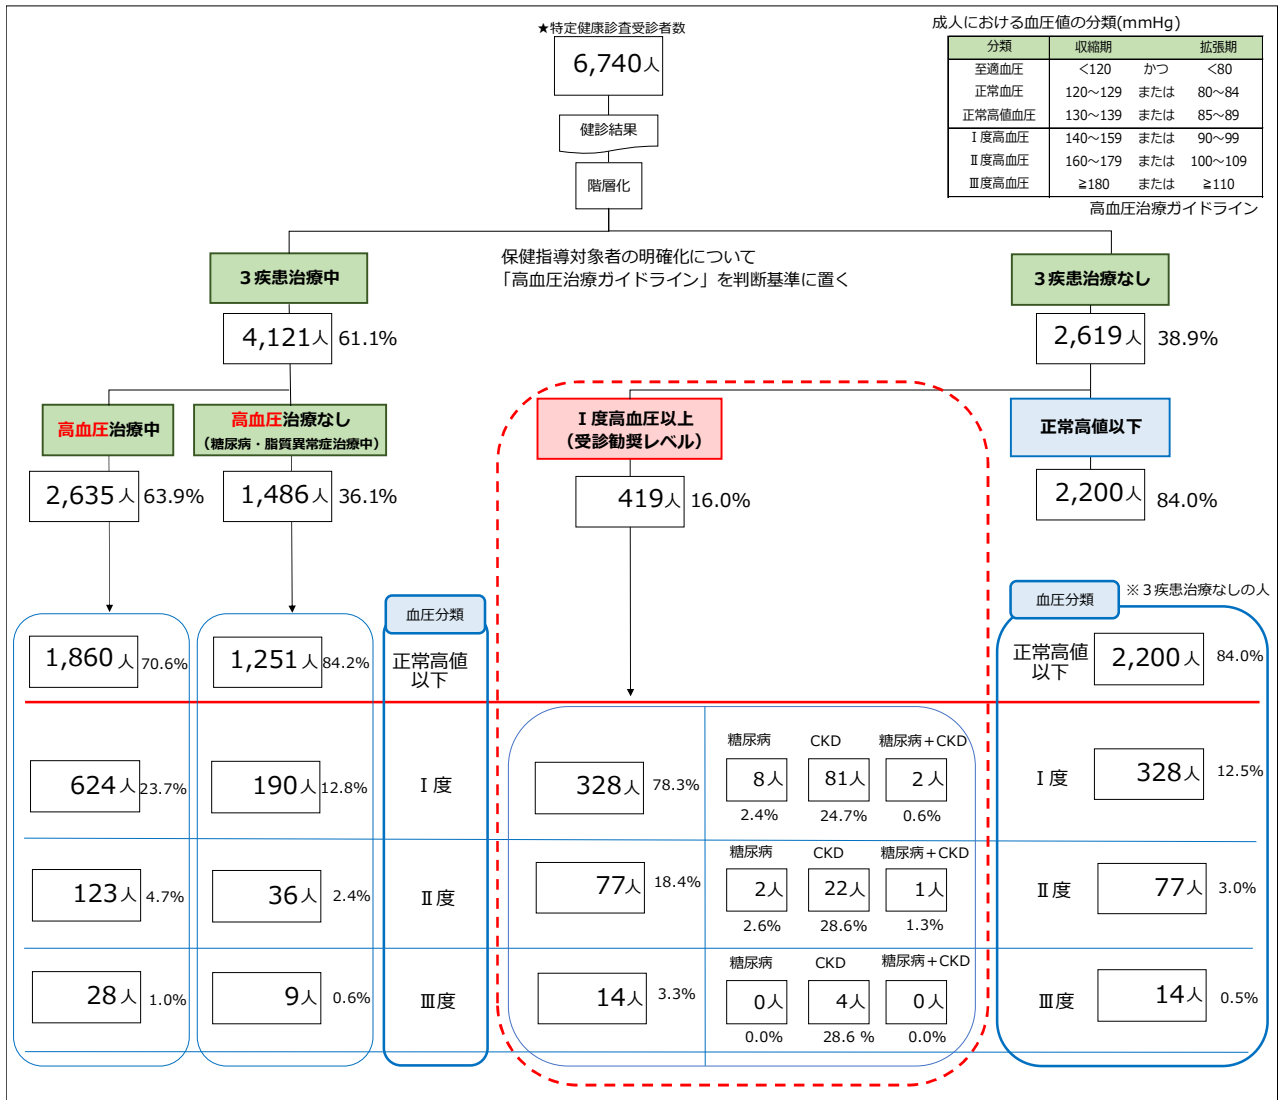 ★特定健康診査受診者数
6,740人
健診結果
階層化
成人における血圧値の分類(mmHg)
分類 収縮期 拡張期
至適血圧 <120 かつ <80
正常血圧 120～129 または 80～84
正常高値血圧 130～139 または 85～89
Ⅰ度高血圧 140～159 または 90～99
Ⅱ度高血圧 160～179 または 100～109
Ⅲ度高血圧 ≧180 または ≧110
高血圧治療ガイドライン
保健指導対象者の明確化について
「高血圧治療ガイドライン」を判断基準に置く
３疾患治療中
4,121人 61.1%
３疾患治療なし
2,619人 38.9%
高血圧治療中
2,635人 63.9%
高血圧治療なし
（糖尿病・脂質異常症治療中）
1,486人 36.1%
Ⅰ度高血圧以上
（受診勧奨レベル）
419人 16.0%
正常高値以下
2,200人 84.0%
血圧分類
血圧分類
※３疾患治療なしの人
1,860人 70.6%
1,251人 84.2%
正常高値
以下
正常高値
以下
2,200人 84.0%
糖尿病 CKD 糖尿病+CKD
624人 23.7%
190人 12.8%
Ⅰ度
328人 78.3%
8人 81人 2人
2.4% 24.7% 0.6%
Ⅰ度
328人 12.5%
糖尿病 CKD 糖尿病+CKD
123人 4.7%
36人 2.4%
Ⅱ度
77人 18.4%
2人 22人 1人
2.6% 28.6% 1.3%
Ⅱ度
77人 3.0%
糖尿病 CKD 糖尿病+CKD
28人 1.0%
9人 0.6%
Ⅲ度
14人 3.3%
0人 4人 0人
0.0% 28.6 % 0.0%
Ⅲ度
14人 0.5%